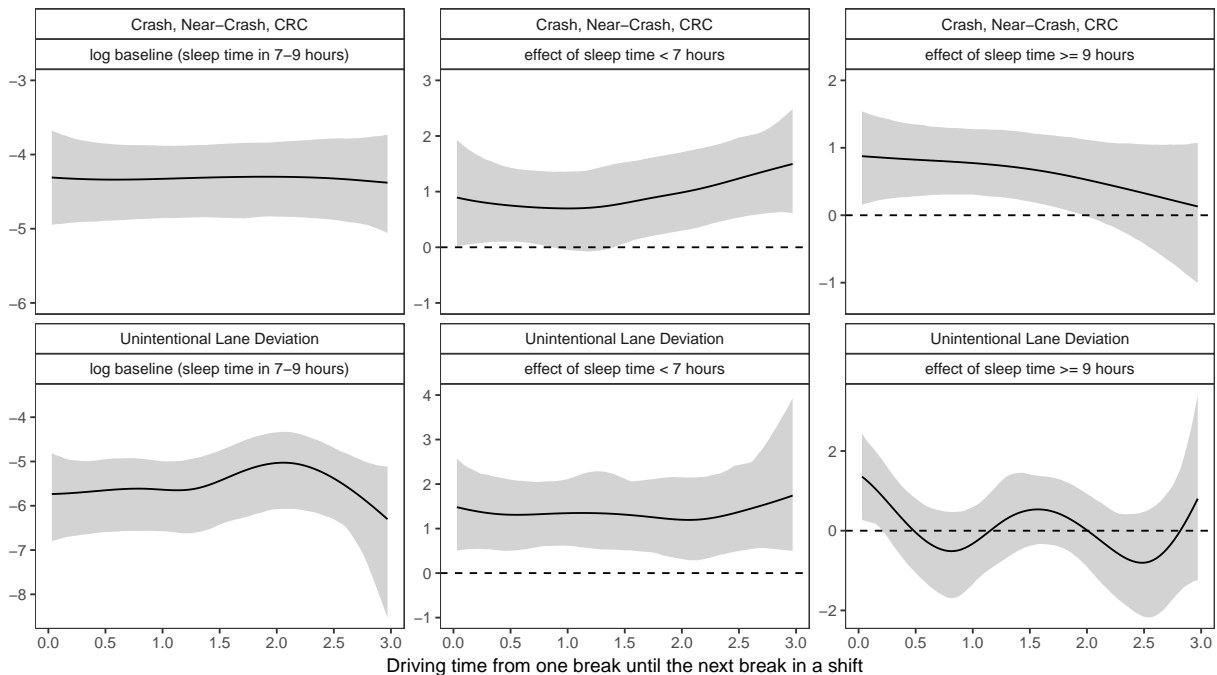 Crash, Near−Crash, CRC
log baseline (sleep time in 7−9 hours)
−3
−4
−5
−6
Crash, Near−Crash, CRC
effect of sleep time < 7 hours
3
2
1
0
−1
Crash, Near−Crash, CRC
effect of sleep time >= 9 hours
2
1
0
−1
Unintentional Lane Deviation
log baseline (sleep time in 7−9 hours)
−4
−5
−6
−7
−8
0.0 0.5 1.0 1.5 2.0 2.5 3.0
Unintentional Lane Deviation
effect of sleep time < 7 hours
4
3
2
1
0
−1
0.0 0.5 1.0 1.5 2.0 2.5 3.0
Unintentional Lane Deviation
effect of sleep time >= 9 hours
2
0
−2
0.0 0.5 1.0 1.5 2.0 2.5 3.0
Driving time from one break until the next break in a shift